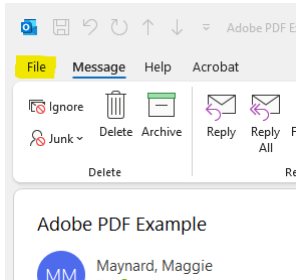 Adobe PDF
File Message Help Acrobat
Ignore
Junk
Delete
Archive
Reply
Reply
All
Delete
Adobe PDF Example
Maynard, Maggie
MM